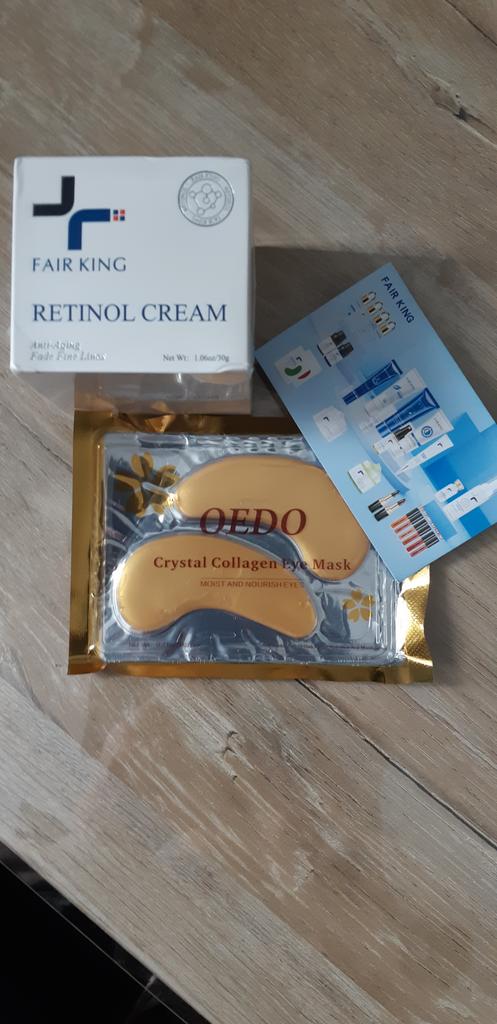 FAIR KING
RETINOL CREAM
Anti-Aging
Fade Fine Lines
Net Wt: 1.06oz/30g
FAIR KING
OEDO
Crystal Collagen Eye Mask
MOIST AND NOURISH EYES